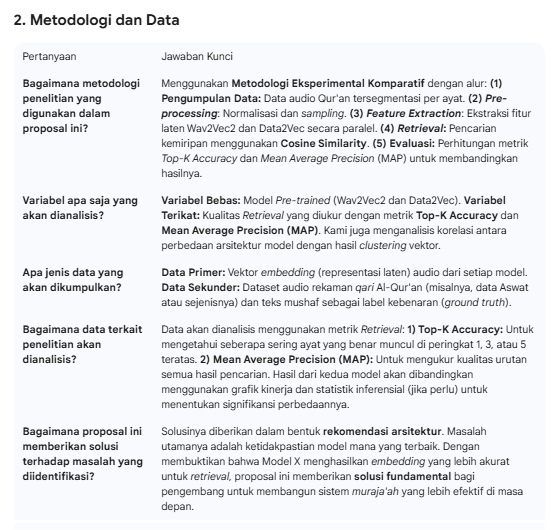 2. Metodologi dan Data
Pertanyaan
Jawaban Kunci
Bagaimana metodologi
penelitian yang
digunakan dalam
proposal ini?
Menggunakan Metodologi Eksperimental Komparatif dengan alur: (1)
Pengumpulan Data: Data audio Qur'an tersegmentasi per ayat. (2) Pre-
processing: Normalisasi dan sampling. (3) Feature Extraction: Ekstraksi fitur
laten Wav2Vec2 dan Data2Vec secara paralel. (4) Retrieval: Pencarian
kemiripan menggunakan Cosine Similarity. (5) Evaluasi: Perhitungan metrik
Top-K Accuracy dan Mean Average Precision (MAP) untuk membandingkan
hasilnya.
Variabel apa saja yang
akan dianalisis?
Variabel Bebas: Model Pre-trained (Wav2Vec2 dan Data2Vec). Variabel
Terikat: Kualitas Retrieval yang diukur dengan metrik Top-K Accuracy dan
Mean Average Precision (MAP). Kami juga menganalisis korelasi antara
perbedaan arsitektur model dengan hasil clustering vektor.
Apa jenis data yang
akan dikumpulkan?
Data Primer: Vektor embedding (representasi laten) audio dari setiap model.
Data Sekunder: Dataset audio rekaman qari Al-Qur'an (misalnya, data Aswat
atau sejenisnya) dan teks mushaf sebagai label kebenaran (ground truth).
Bagaimana data terkait
penelitian akan
dianalisis?
Data akan dianalisis menggunakan metrik Retrieval: 1) Top-K Accuracy: Untuk
mengetahui seberapa sering ayat yang benar muncul di peringkat 1, 3, atau 5
teratas. 2) Mean Average Precision (MAP): Untuk mengukur kualitas urutan
semua hasil pencarian. Hasil dari kedua model akan dibandingkan
menggunakan grafik kinerja dan statistik inferensial (jika perlu) untuk
menentukan signifikansi perbedaannya.
Bagaimana proposal ini
memberikan solusi
terhadap masalah yang
diidentifikasi?
Solusinya diberikan dalam bentuk rekomendasi arsitektur. Masalah
utamanya adalah ketidakpastian model mana yang terbaik. Dengan
membuktikan bahwa Model X menghasilkan embedding yang lebih akurat
untuk retrieval, proposal ini memberikan solusi fundamental bagi
pengembang untuk membangun sistem muraja'ah yang lebih efektif di masa
depan.